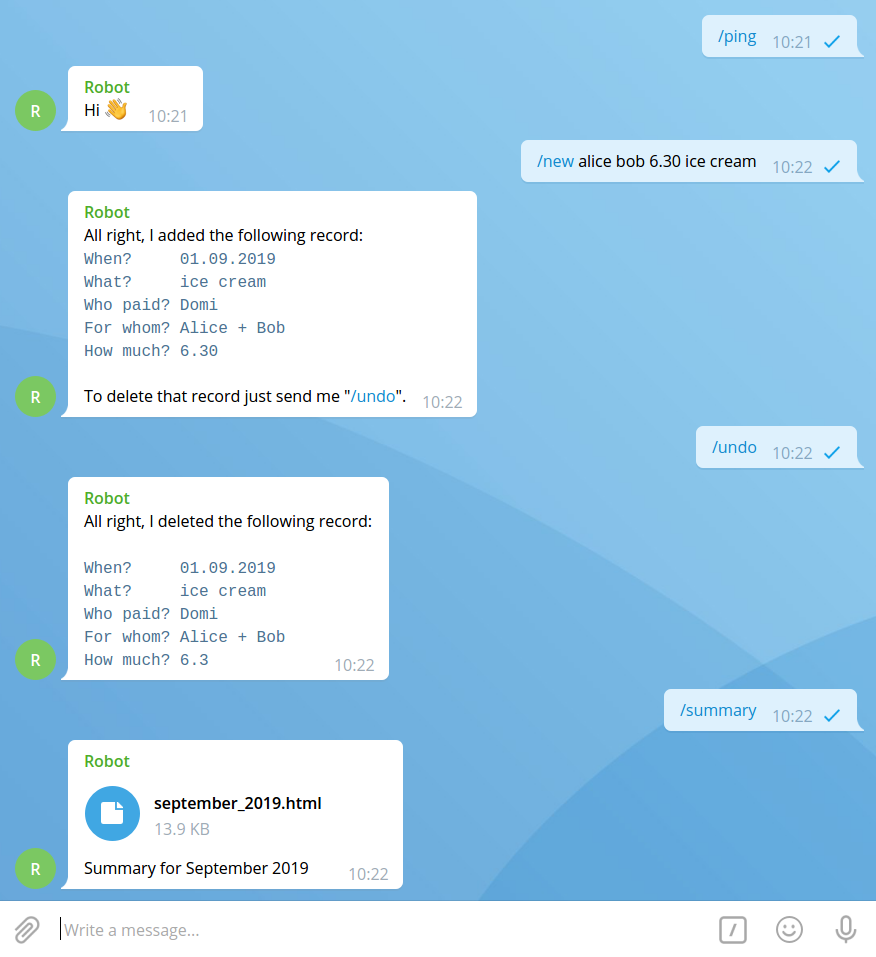 /ping 10:21
Robot
R
Hi 👋 10:21
/new alice bob 6.30 ice cream 10:22
Robot
All right, I added the following record:
When?     01.09.2019
What?     ice cream
Who paid? Domi
For whom? Alice + Bob
How much? 6.30
R
To delete that record just send me "/undo". 10:22
/undo 10:22
Robot
All right, I deleted the following record:
When?     01.09.2019
What?     ice cream
Who paid? Domi
For whom? Alice + Bob
R
How much? 6.3 10:22
/summary 10:22
Robot
september_2019.html
13.9 KB
R
Summary for September 2019 10:22
Write a message...
/